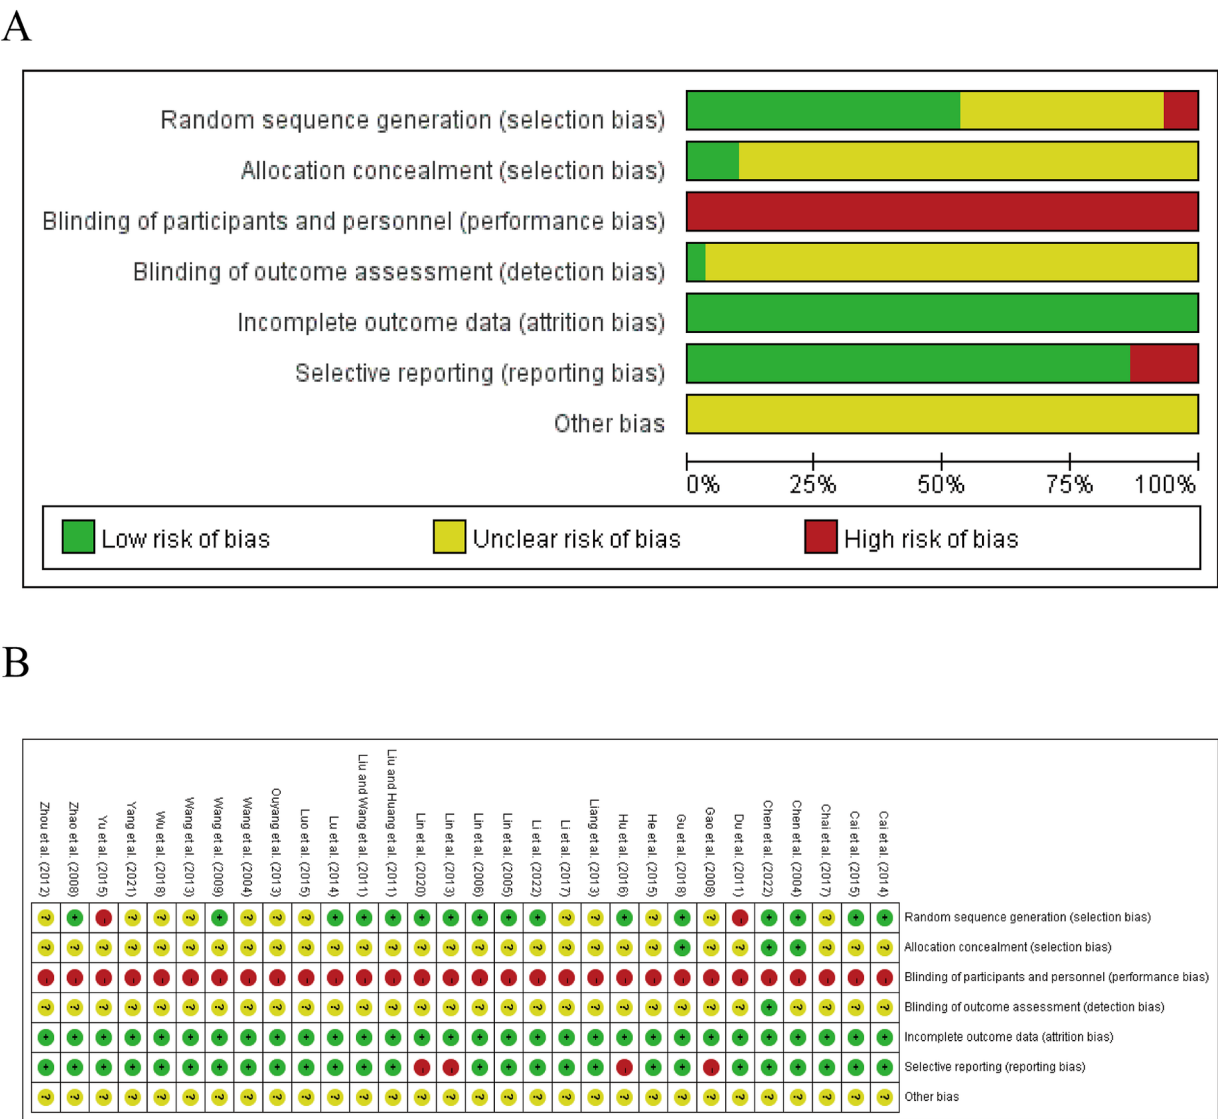 A
Random sequence generation (selection bias)
Allocation concealment (selection bias)
Blinding of participants and personnel (performance bias)
Blinding of outcome assessment (detection bias)
Incomplete outcome data (attrition bias)
Selective reporting (reporting bias)
Other bias
0% 25% 50% 75% 100%
Low risk of bias Unclear risk of bias High risk of bias
B
Zhou et al. (2012)
Zhao et al. (2008)
Yu et al. (2015)
Yang et al. (2021)
Wu et al. (2018)
Wang et al. (2013)
Wang et al. (2009)
Wang et al. (2004)
Ouyang et al. (2013)
Luo et al. (2015)
Lu et al. (2014)
Liu and Wang et al. (2011)
Liu and Huang et al. (2011)
Lin et al. (2020)
Lin et al. (2013)
Lin et al. (2006)
Lin et al. (2005)
Li et al. (2022)
Li et al. (2017)
Liang et al. (2013)
Hu et al. (2016)
He et al. (2015)
Gu et al. (2018)
Gao et al. (2008)
Du et al. (2011)
Chen et al. (2022)
Chen et al. (2004)
Chai et al. (2017)
Cai et al. (2015)
Cai et al. (2014)
? + - ? ? ? + ? ? ? + + + + + + + + ? ? + ? + ? - + + ? + + Random sequence generation (selection bias)
? ? ? ? ? ? ? ? ? ? ? ? ? ? ? ? ? ? ? ? ? ? + ? ? + + ? ? ? Allocation concealment (selection bias)
- - - - - - - - - - - - - - - - - - - - - - - - - - - - - - Blinding of participants and personnel (performance bias)
? ? ? ? ? ? ? ? ? ? ? ? ? ? ? ? ? ? ? ? ? ? ? ? ? + ? ? ? ? Blinding of outcome assessment (detection bias)
+ + + + + + + + + + + + + + + + + + + + + + + + + + + + + + Incomplete outcome data (attrition bias)
+ + + + + + + + + + + + + - - + + + + + - + + - + + + + + + Selective reporting (reporting bias)
? ? ? ? ? ? ? ? ? ? ? ? ? ? ? ? ? ? ? ? ? ? ? ? ? ? ? ? ? ? Other bias